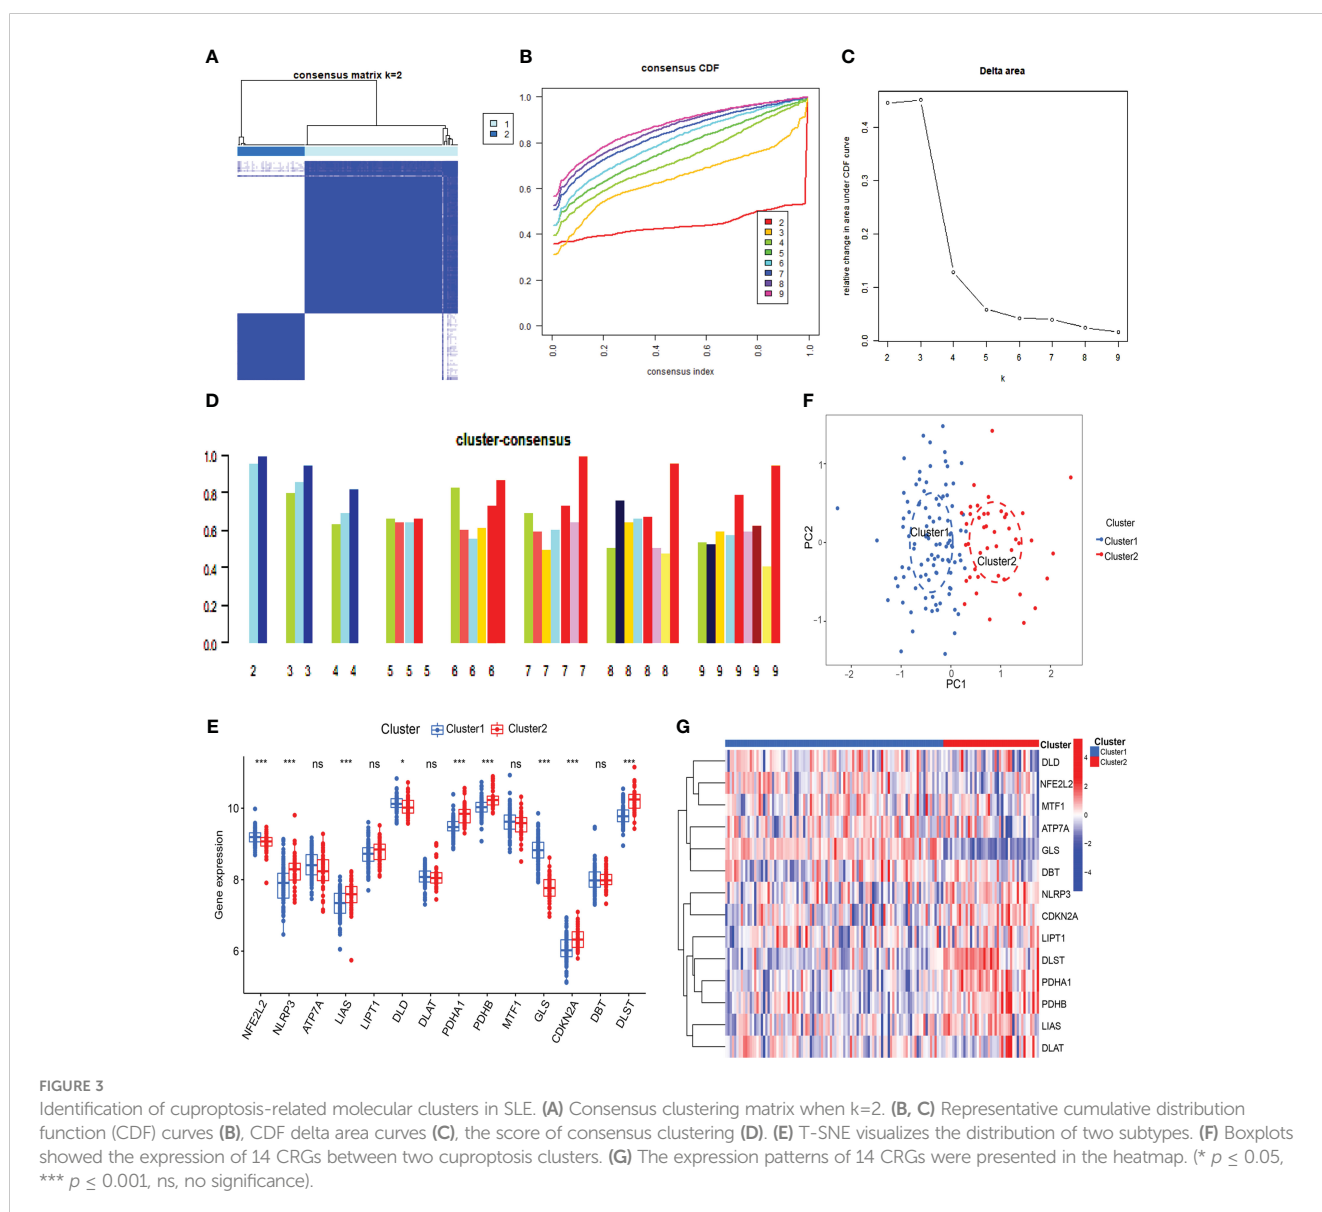 A
consensus matrix k=2
1
2
B
consensus CDF
1.0
0.8
0.6
0.4
0.2
0.0
0.0
0.2
0.4
0.6
0.8
1.0
consensus index
2
3
4
5
6
7
8
9
C
Delta area
relative change in area under CDF curve
0.4
0.3
0.2
0.1
0.0
2 3 4 5 6 7 8 9
k
D
cluster-consensus
1.0
0.8
0.6
0.4
0.2
0.0
2 3 3 4 4 5 5 5 6 6 6 7 7 7 7 8 8 8 8 9 9 9 9 9
F
PC2
1
0
-1
-2 -1 0 1 2
PC1
Cluster1
Cluster2
Cluster
Cluster1
Cluster2
E
Cluster Cluster1 Cluster2
*** *** ns *** ns * ns *** *** ns *** *** ns ***
Gene expression
10
8
6
NFE2L2
NLRP3
ATP7A
LIAS
LIPT1
DLD
DLAT
PDHA1
PDHB
MTF1
GLS
CDKN2A
DBT
DLST
G
Cluster
DLD
NFE2L2
MTF1
ATP7A
GLS
DBT
NLRP3
CDKN2A
LIPT1
DLST
PDHA1
PDHB
LIAS
DLAT
4
2
0
-2
-4
Cluster
Cluster1
Cluster2
FIGURE 3
Identification of cuproptosis-related molecular clusters in SLE. (A) Consensus clustering matrix when k=2. (B, C) Representative cumulative distribution
function (CDF) curves (B), CDF delta area curves (C), the score of consensus clustering (D). (E) T-SNE visualizes the distribution of two subtypes. (F) Boxplots
showed the expression of 14 CRGs between two cuproptosis clusters. (G) The expression patterns of 14 CRGs were presented in the heatmap. (* p ≤ 0.05,
*** p ≤ 0.001, ns, no significance).